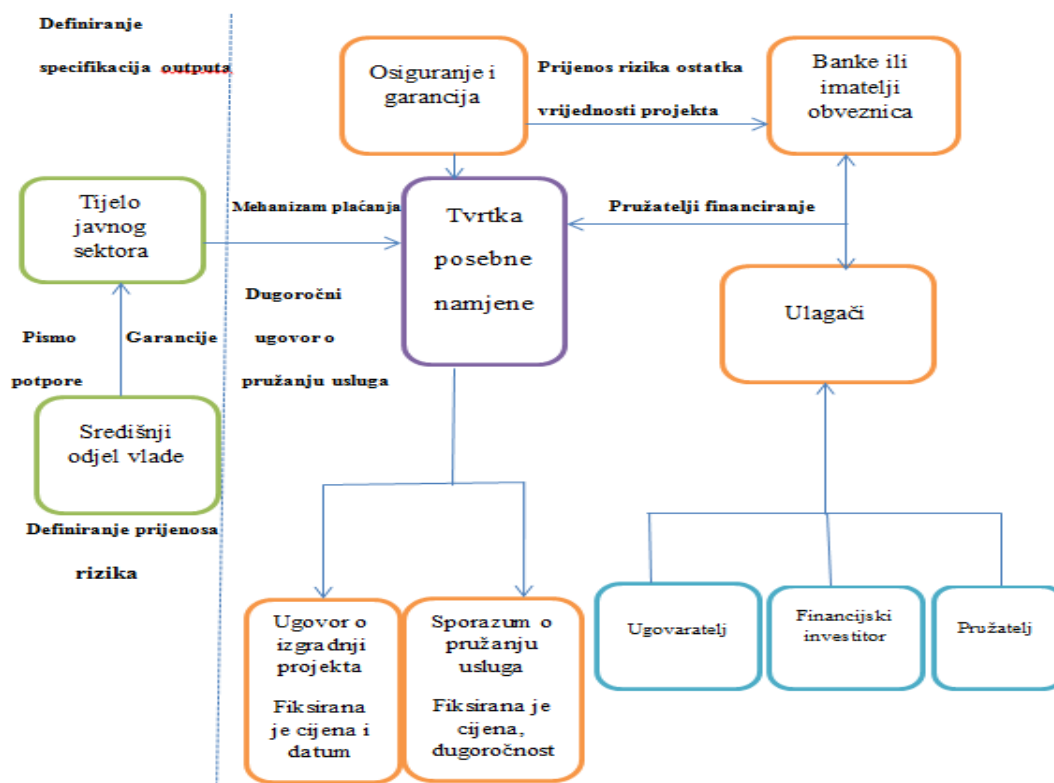 Definiranje
specifikacija outputa
Osiguranje i
garancija
Prijenos rizika ostatka
vrijednosti projekta
Banke ili
imatelji
obveznica
Tijelo
javnog
sektora
Mehanizam plaćanja
Tvrtka
posebne
namjene
Pružatelji financiranje
Ulagači
Pismo
potpore
Garancije
Dugoročni
ugovor o
pružanju usluga
Središnji
odjel vlade
Definiranje prijenosa
rizika
Ugovor o
izgradnji
projekta
Fiksirana
je cijena i
datum
Sporazum o
pružanju
usluga
Fiksirana je
cijena,
dugoročnost
Ugovaratelj
Financijski
investitor
Pružatelj